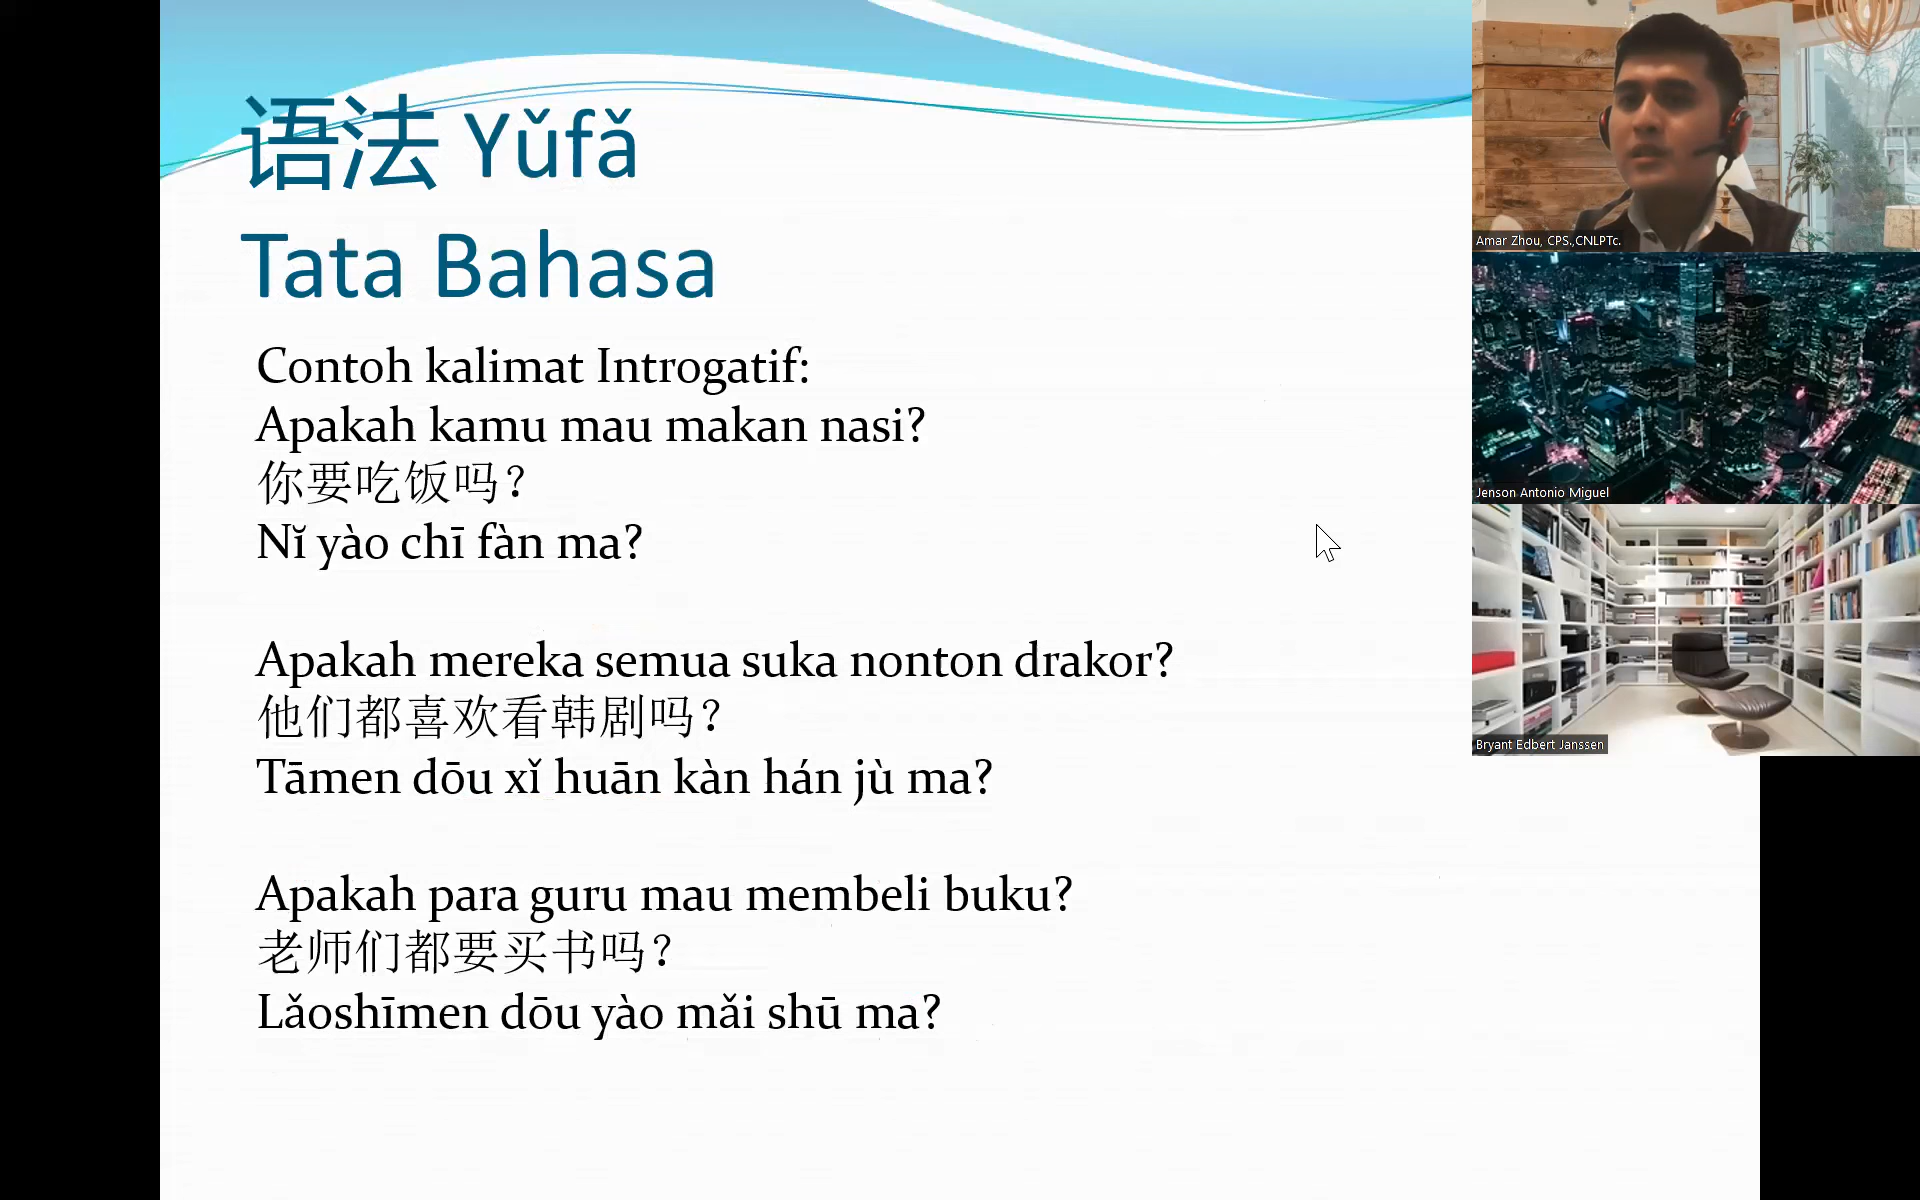 语法 Yǔfǎ
Tata Bahasa
Contoh kalimat Introgatif:
Apakah kamu mau makan nasi?
你要吃饭吗？
Nǐ yào chī fàn ma?
Apakah mereka semua suka nonton drakor?
他们都喜欢看韩剧吗？
Tāmen dōu xǐ huān kàn hán jù ma?
Apakah para guru mau membeli buku?
老师们都要买书吗？
Lǎoshīmen dōu yào mǎi shū ma?
Amar Zhou, CPS.,CNLPTc.
Jenson Antonio Miguel
Bryant Edbert Janssen